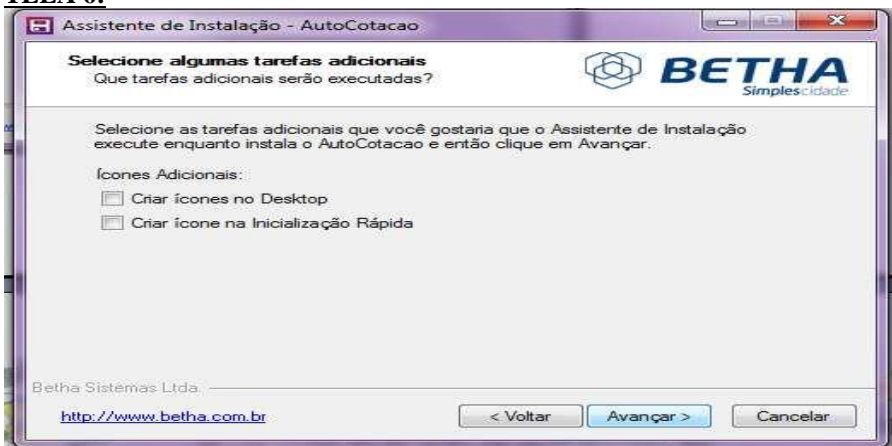 TELA 6:
Assistente de Instalação - AutoCotacao
Selecione algumas tarefas adicionais
Que tarefas adicionais serão executadas?
BETHA
Simplescidade
Selecione as tarefas adicionais que você gostaria que o Assistente de Instalação
execute enquanto instala o AutoCotacao e então clique em Avançar.
Ícones Adicionais:
Criar ícones no Desktop
Criar ícone na Inicialização Rápida
Betha Sistemas Ltda.
http://www.betha.com.br
< Voltar
Avançar >
Cancelar